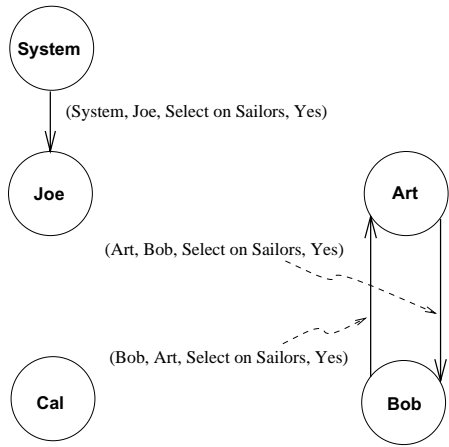 System
(System, Joe, Select on Sailors, Yes)
Joe
Art
(Art, Bob, Select on Sailors, Yes)
(Bob, Art, Select on Sailors, Yes)
Cal
Bob